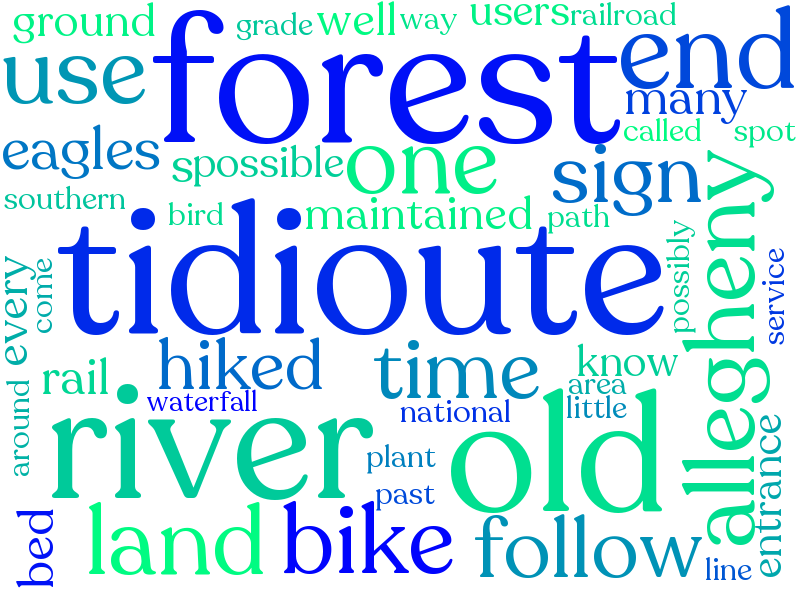 ground
grade
well
way
users
railroad
use
forest
end
many
called
spot
eagles
s
possible
one
sign
southern
bird
maintained
path
tidioute
possibly
allegheny
service
every
come
hiked
time
know
rail
area
waterfall
national
little
around
river
old
plant
past
entrance
bed
land
bike
follow
line